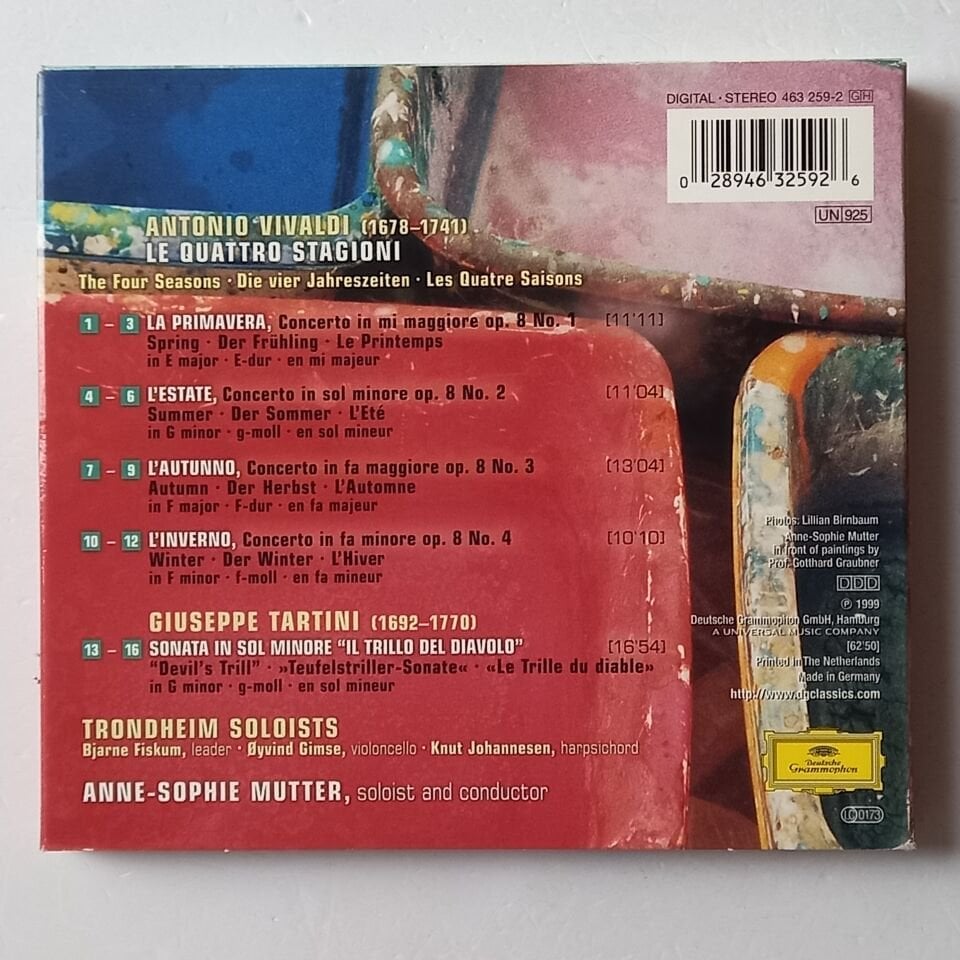 DIGITAL · STEREO 463 259-2 GH
0 28946 32592 6
UN 925
ANTONIO VIVALDI (1678–1741)
LE QUATTRO STAGIONI
The Four Seasons · Die vier Jahreszeiten · Les Quatre Saisons
1 – 3 LA PRIMAVERA, Concerto in mi maggiore op. 8 No. 1 [11'11]
Spring · Der Frühling · Le Printemps
in E major · E-dur · en mi majeur
4 – 6 L'ESTATE, Concerto in sol minore op. 8 No. 2 [11'04]
Summer · Der Sommer · L'Eté
in G minor · g-moll · en sol mineur
7 – 9 L'AUTUNNO, Concerto in fa maggiore op. 8 No. 3 [13'04]
Autumn · Der Herbst · L'Automne
in F major · F-dur · en fa majeur
10 – 12 L'INVERNO, Concerto in fa minore op. 8 No. 4 [10'10]
Winter · Der Winter · L'Hiver
in F minor · f-moll · en fa mineur
GIUSEPPE TARTINI (1692–1770)
13 – 16 SONATA IN SOL MINORE “IL TRILLO DEL DIAVOLO” [16'54]
“Devil's Trill” · »Teufelstriller-Sonate« · «Le Trille du diable»
in G minor · g-moll · en sol mineur
TRONDHEIM SOLOISTS
Bjarne Fiskum, leader · Øyvind Gimse, violoncello · Knut Johannesen, harpsichord
ANNE-SOPHIE MUTTER, soloist and conductor
Photos: Lillian Birnbaum
Anne-Sophie Mutter
in front of paintings by
Prof. Gotthard Graubner
DDD
℗ 1999
Deutsche Grammophon GmbH, Hamburg
A UNIVERSAL MUSIC COMPANY
[62'50]
Printed in The Netherlands
Made in Germany
http://www.dgclassics.com
Deutsche
Grammophon
LC 0173